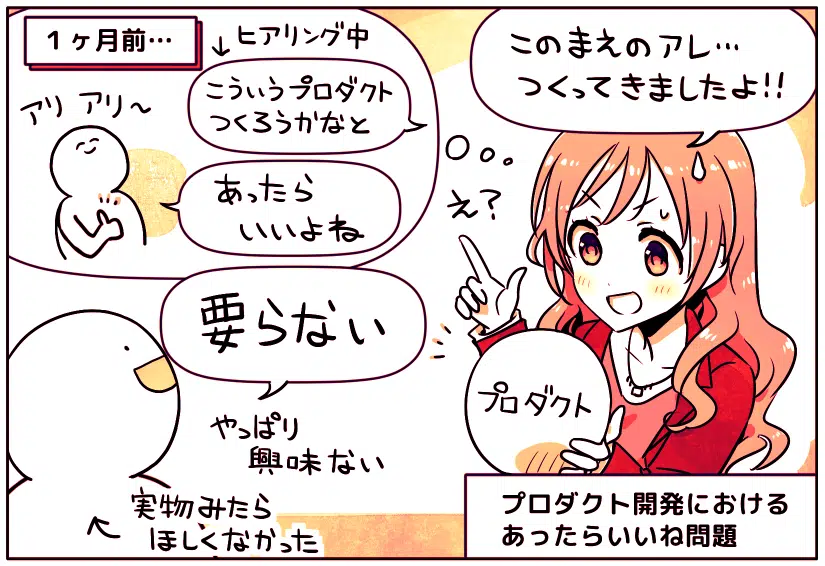 このまえのアレ…
つくってきましたよ!!
え?
1ヶ月前…
↓ヒアリング中
こういうプロダクト
つくろうかなと
アリ アリ〜
あったら
いいよね
要らない
やっぱり
興味ない
実物みたら
ほしくなかった
プロダクト
プロダクト開発における
あったらいいね問題